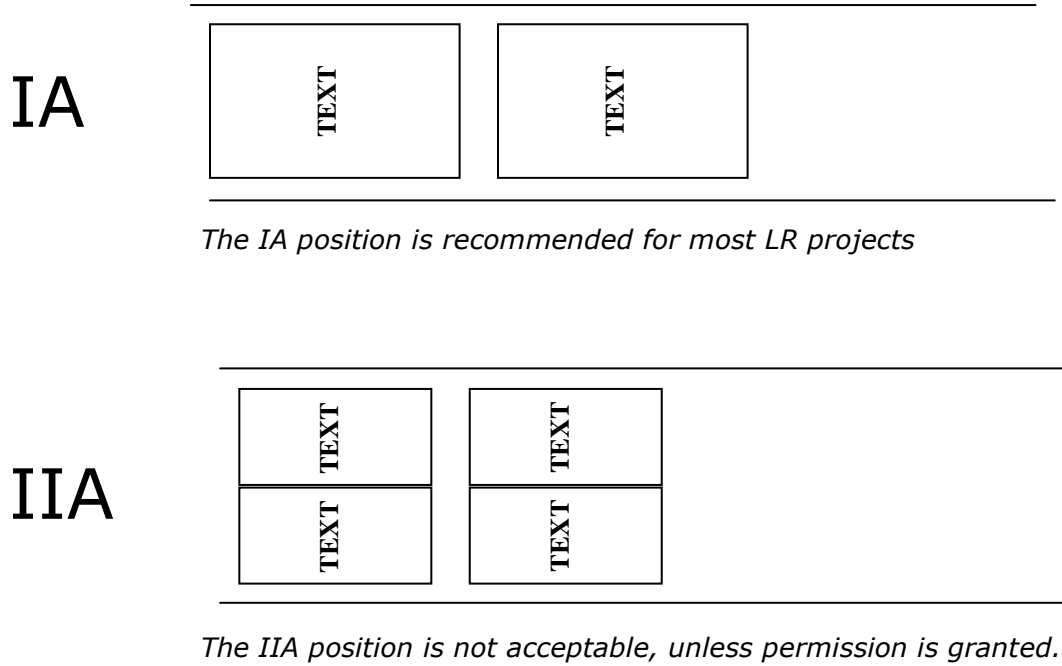 IA
TEXT TEXT
The IA position is recommended for most LR projects
IIA
TEXT TEXT
TEXT TEXT
The IIA position is not acceptable, unless permission is granted.